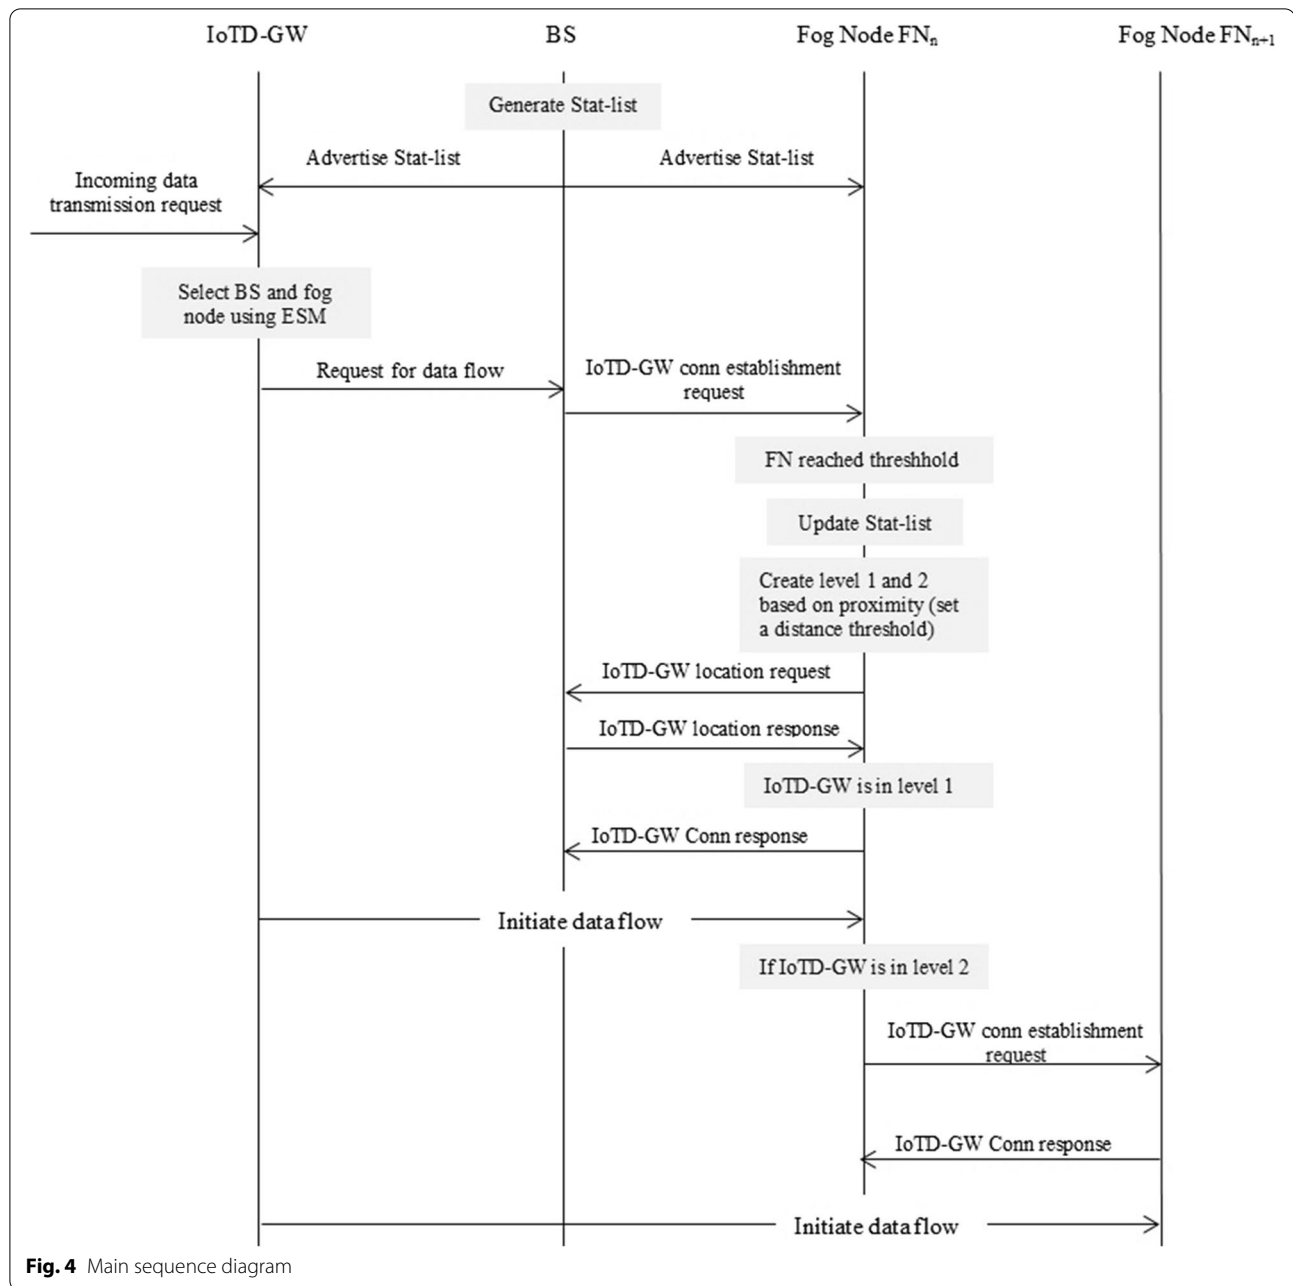 IoTD-GW
BS
Fog Node FNn
Fog Node FNn+1
Generate Stat-list
Advertise Stat-list
Advertise Stat-list
Incoming data
transmission request
Select BS and fog
node using ESM
Request for data flow
IoTD-GW conn establishment
request
FN reached threshhold
Update Stat-list
Create level 1 and 2
based on proximity (set
a distance threshold)
IoTD-GW location request
IoTD-GW location response
IoTD-GW is in level 1
IoTD-GW Conn response
Initiate data flow
If IoTD-GW is in level 2
IoTD-GW conn establishment
request
IoTD-GW Conn response
Initiate data flow
Fig. 4 Main sequence diagram